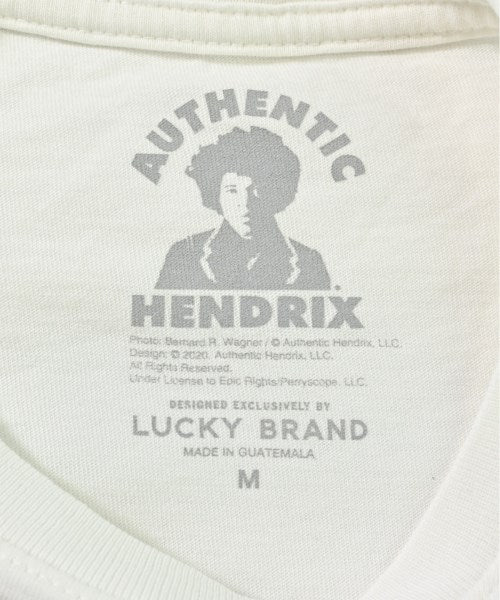 AUTHENTIC
HENDRIX
Photo: Bernard R. Wagner / © Authentic Hendrix, LLC.
Design: © 2020. Authentic Hendrix, LLC.
All Rights Reserved.
Under License to Epic Rights/Perryscope, LLC.
DESIGNED EXCLUSIVELY BY
LUCKY BRAND
MADE IN GUATEMALA
M